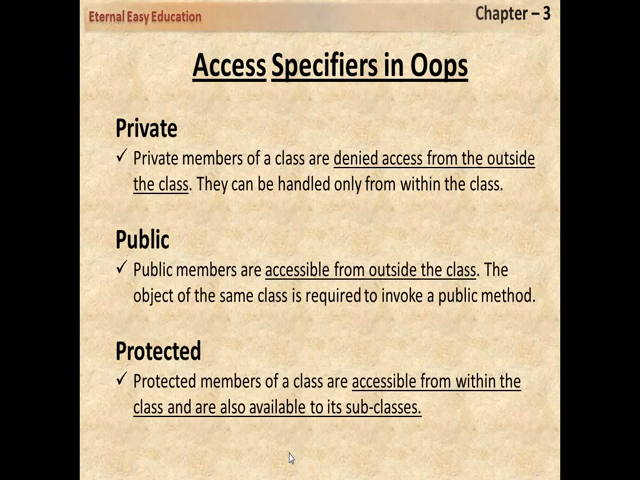 Eternal Easy Education
Chapter – 3
Access Specifiers in Oops
Private
✓ Private members of a class are denied access from the outside
the class. They can be handled only from within the class.
Public
✓ Public members are accessible from outside the class. The
object of the same class is required to invoke a public method.
Protected
✓ Protected members of a class are accessible from within the
class and are also available to its sub-classes.